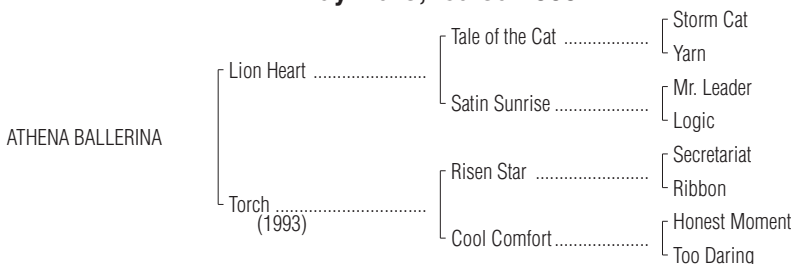 Storm Cat
Tale of the Cat
Yarn
Lion Heart
Mr. Leader
Satin Sunrise
Logic
ATHENA BALLERINA
Secretariat
Risen Star
Ribbon
Torch
(1993)
Honest Moment
Cool Comfort
Too Daring